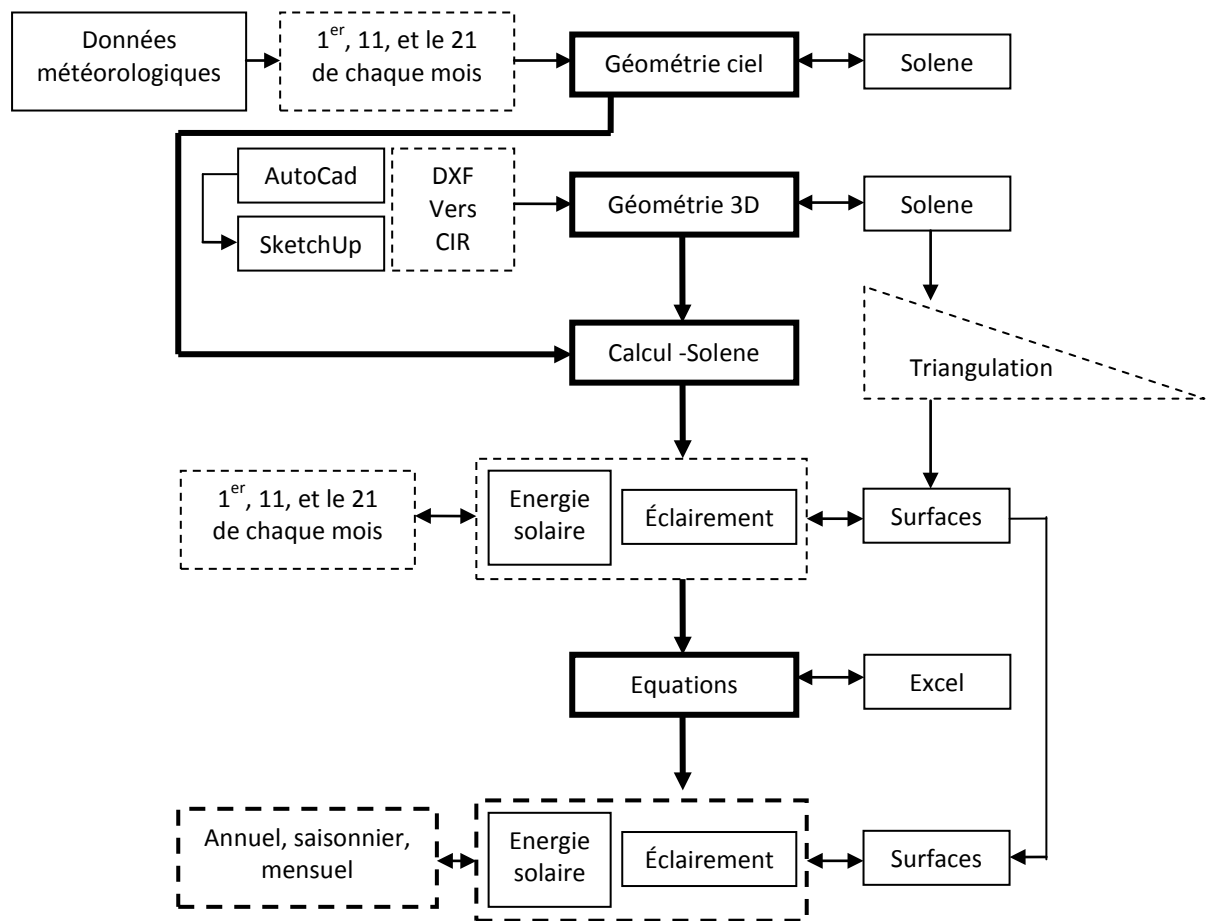 Données
météorologiques
1er, 11, et le 21
de chaque mois
Géométrie ciel
Solene
AutoCad
SketchUp
DXF
Vers
CIR
Géométrie 3D
Solene
Calcul -Solene
Triangulation
1er, 11, et le 21
de chaque mois
Energie
solaire
Éclairement
Surfaces
Equations
Excel
Annuel, saisonnier,
mensuel
Energie
solaire
Éclairement
Surfaces